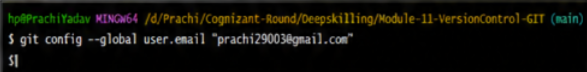 hp@PrachiYadav MINGW64 /d/Prachi/Cognizant-Round/Deepskilling/Module-11-VersionControl-GIT (main)
$ git config --global user.email "prachi29003@gmail.com"
$